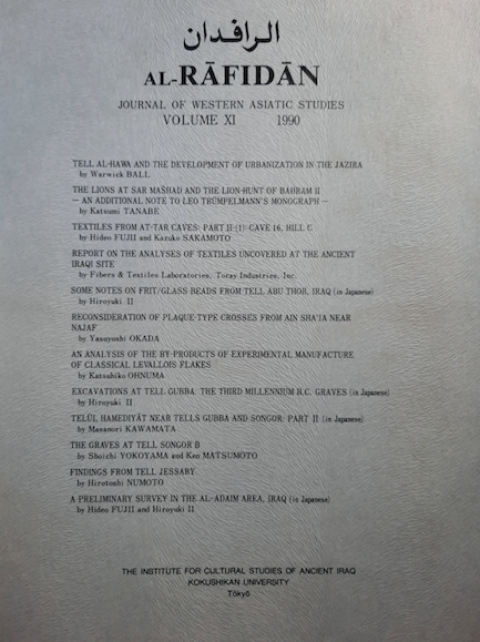 الرافدان
AL-RĀFIDĀN
JOURNAL OF WESTERN ASIATIC STUDIES
VOLUME XI 1990
TELL AL-HAWA AND THE DEVELOPMENT OF URBANIZATION IN THE JAZIRA
by Warwick BALL
THE LIONS AT SAR MAŠHAD AND THE LION-HUNT OF BAHRAM II
— AN ADDITIONAL NOTE TO LEO TRÜMPELMANN'S MONOGRAPH —
by Katsumi TANABE
TEXTILES FROM AT-TAR CAVES: PART II-(1): CAVE 16, HILL C
by Hideo FUJII and Kazuko SAKAMOTO
REPORT ON THE ANALYSES OF TEXTILES UNCOVERED AT THE ANCIENT
IRAQI SITE
by Fibers & Textiles Laboratories, Toray Industries, Inc.
SOME NOTES ON FRIT/GLASS BEADS FROM TELL ABU THOR, IRAQ (in Japanese)
by Hiroyuki II
RECONSIDERATION OF PLAQUE-TYPE CROSSES FROM AIN SHA'IA NEAR
NAJAF
by Yasuyoshi OKADA
AN ANALYSIS OF THE BY-PRODUCTS OF EXPERIMENTAL MANUFACTURE
OF CLASSICAL LEVALLOIS FLAKES
by Katsuhiko OHNUMA
EXCAVATIONS AT TELL GUBBA: THE THIRD MILLENNIUM B.C. GRAVES (in Japanese)
by Hiroyuki II
TELŪL HAMEDIYĀT NEAR TELLS GUBBA AND SONGOR: PART II (in Japanese)
by Masanori KAWAMATA
THE GRAVES AT TELL SONGOR B
by Shoichi YOKOYAMA and Ken MATSUMOTO
FINDINGS FROM TELL JESSARY
by Hirotoshi NUMOTO
A PRELIMINARY SURVEY IN THE AL-ADAIM AREA, IRAQ (in Japanese)
by Hideo FUJII and Hiroyuki II
THE INSTITUTE FOR CULTURAL STUDIES OF ANCIENT IRAQ
KOKUSHIKAN UNIVERSITY
Tōkyō